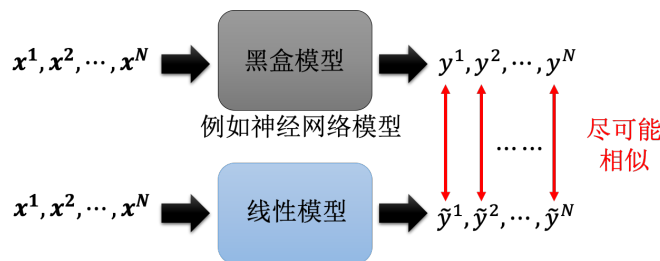 x¹, x², ⋯, xᴺ 黑盒模型 y¹, y², ⋯, yᴺ
例如神经网络模型
…… 尽可能
相似
x¹, x², ⋯, xᴺ 线性模型 ỹ¹, ỹ², ⋯, ỹᴺ